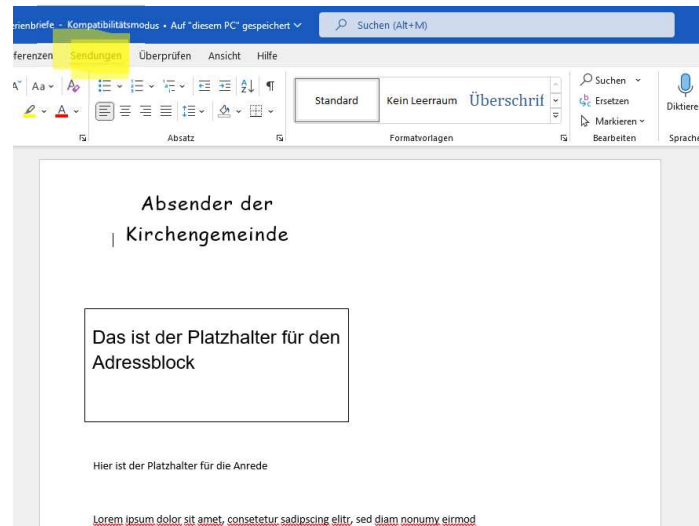 erienbriefe - Kompatibilitätsmodus • Auf "diesem PC" gespeichert
Suchen (Alt+M)
ferenzen Sendungen Überprüfen Ansicht Hilfe
Aa
A
Standard
Kein Leerraum
Überschrif
Suchen
Ersetzen
Markieren
Diktiere
Absatz
Formatvorlagen
Bearbeiten
Sprache
Absender der
Kirchengemeinde
Das ist der Platzhalter für den
Adressblock
Hier ist der Platzhalter für die Anrede
Lorem ipsum dolor sit amet, consetetur sadipscing elitr, sed diam nonumy eirmod